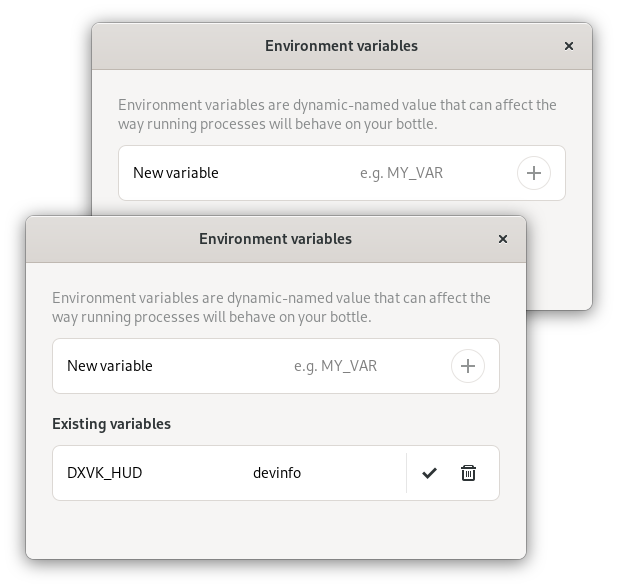 Environment variables
Environment variables are dynamic-named value that can affect the
way running processes will behave on your bottle.
New variable e.g. MY_VAR
Environment variables
Environment variables are dynamic-named value that can affect the
way running processes will behave on your bottle.
New variable e.g. MY_VAR
Existing variables
DXVK_HUD devinfo